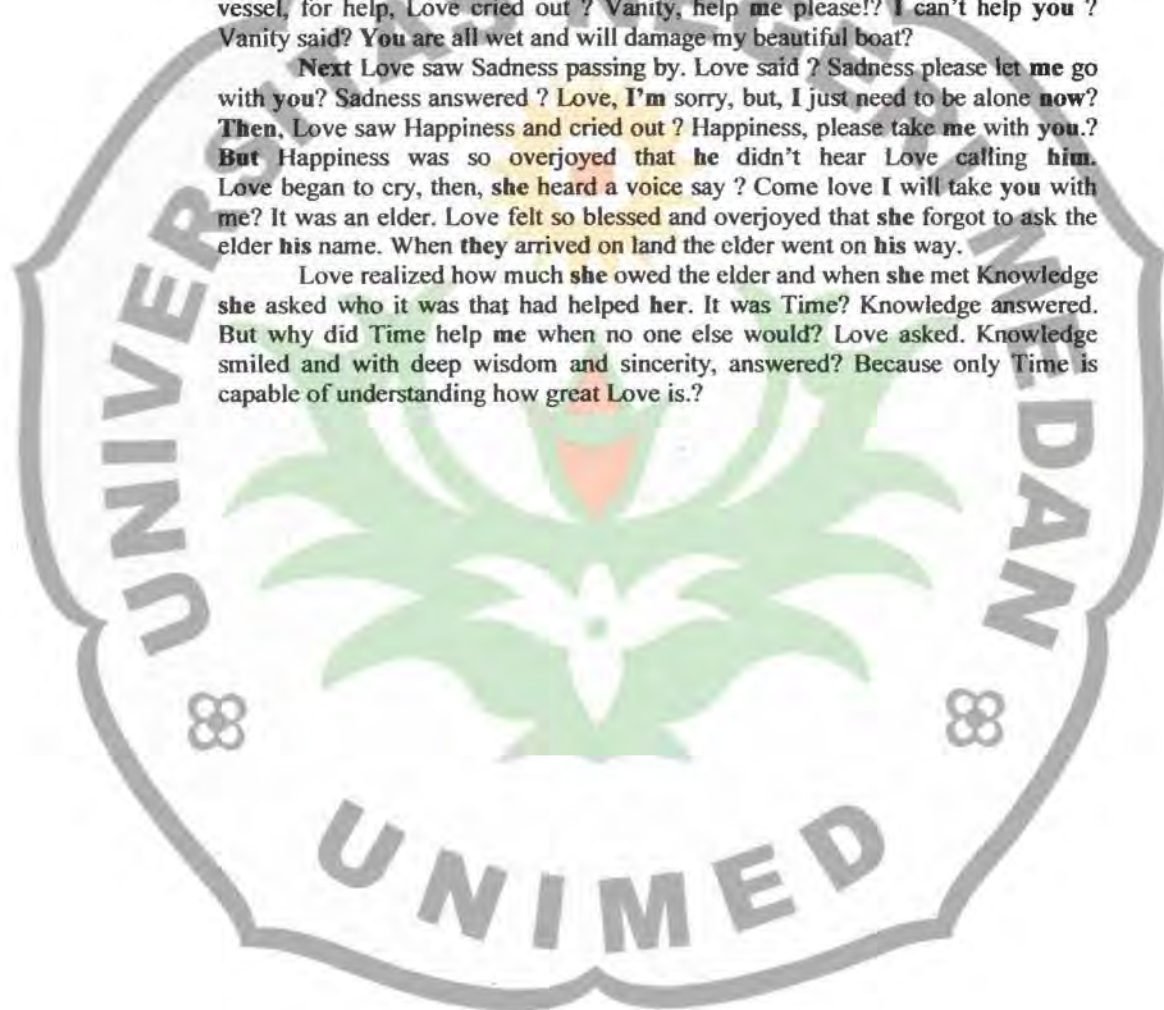 vessel, for help, Love cried out ? Vanity, help me please!? I can't help you ?
Vanity said? You are all wet and will damage my beautiful boat?
Next Love saw Sadness passing by. Love said ? Sadness please let me go
with you? Sadness answered ? Love, I'm sorry, but, I just need to be alone now?
Then, Love saw Happiness and cried out ? Happiness, please take me with you.?
But Happiness was so overjoyed that he didn't hear Love calling him.
Love began to cry, then, she heard a voice say ? Come love I will take you with
me? It was an elder. Love felt so blessed and overjoyed that she forgot to ask the
elder his name. When they arrived on land the elder went on his way.
Love realized how much she owed the elder and when she met Knowledge
she asked who it was that had helped her. It was Time? Knowledge answered.
But why did Time help me when no one else would? Love asked. Knowledge
smiled and with deep wisdom and sincerity, answered? Because only Time is
capable of understanding how great Love is.?
UNIMED